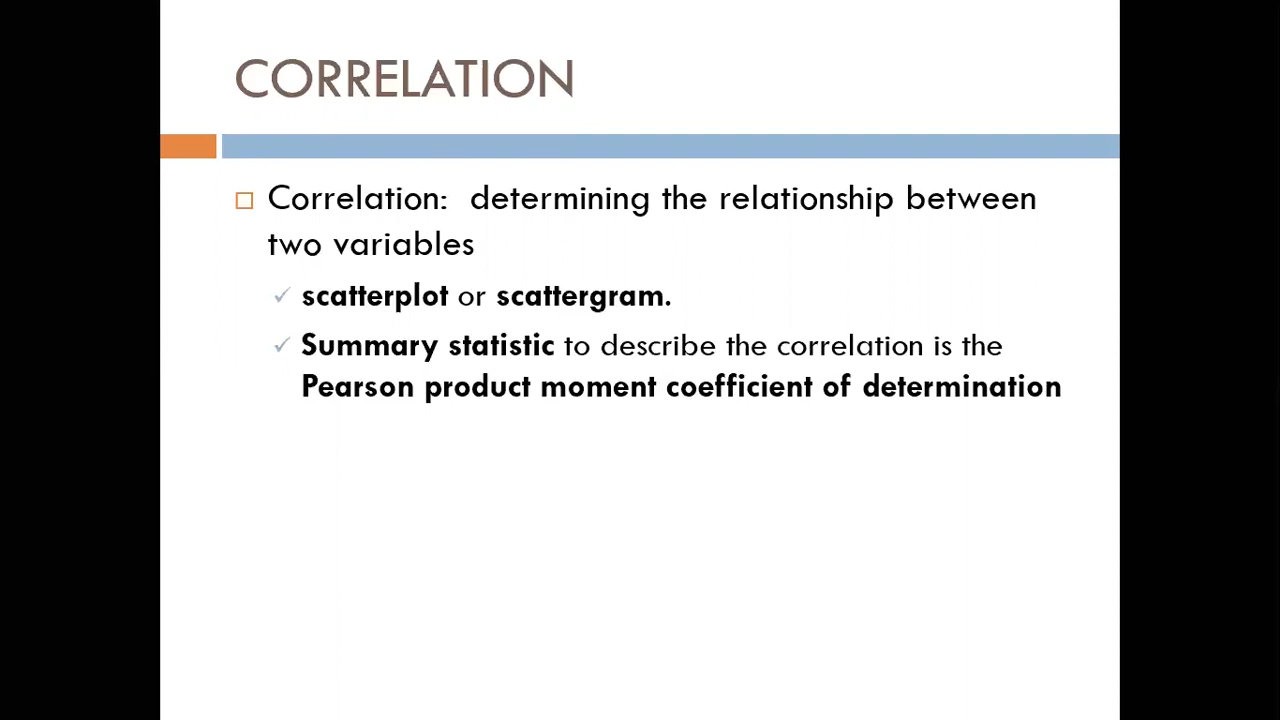 CORRELATION
Correlation: determining the relationship between
two variables
scatterplot or scattergram.
Summary statistic to describe the correlation is the
Pearson product moment coefficient of determination